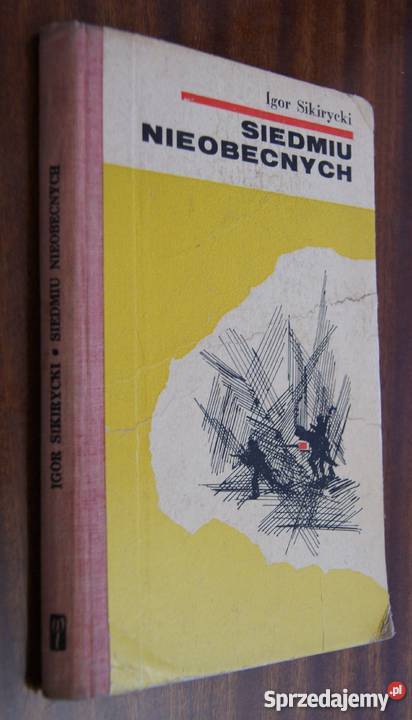 Igor Sikirycki
SIEDMIU
NIEOBECNYCH
IGOR SIKIRYCKI • SIEDMIU NIEOBECNYCH
Sprzedajemy.pl